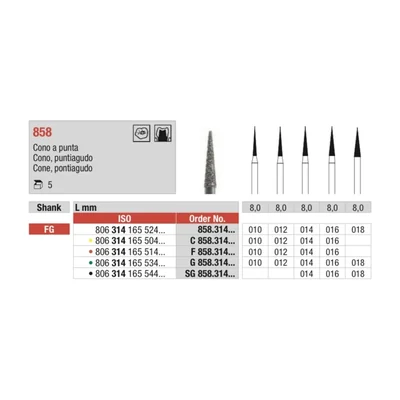 858
Cono a punta
Cono, puntiagudo
Cone, pontiagudo
5
Shank L mm 8,0 8,0 8,0 8,0 8,0
ISO Order No.
FG 806 314 165 524... 858.314... 010 012 014 016 018
806 314 165 504... C 858.314... 010 012 014 016
806 314 165 514... F 858.314... 010 012 014 016 018
806 314 165 534... G 858.314... 010 012 014 016 018
806 314 165 544... SG 858.314... 014 016 018